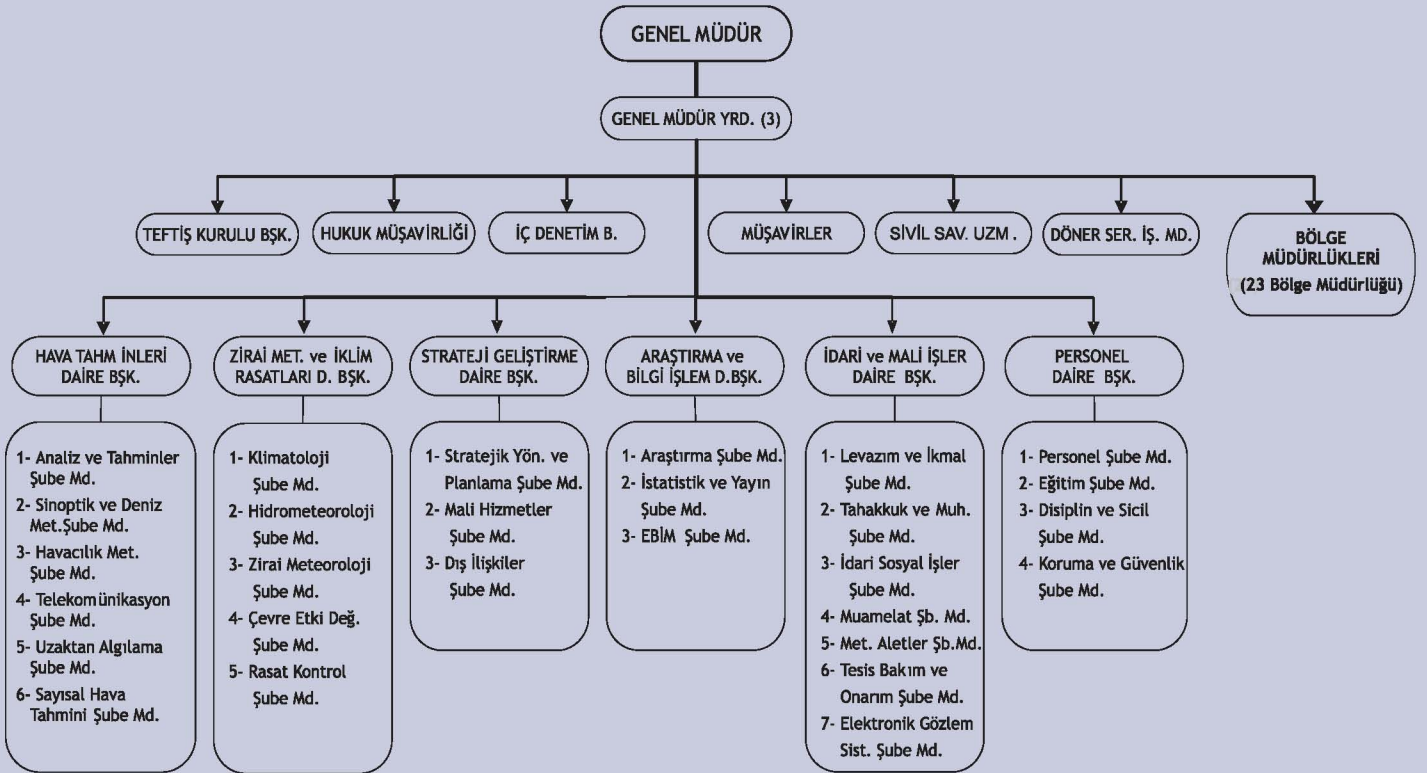 GENEL MÜDÜR
GENEL MÜDÜR YRD. (3)
TEFTİŞ KURULU BŞK.
HUKUK MÜŞAVİRLİĞİ
İÇ DENETİM B.
MÜŞAVİRLER
SİVİL SAV. UZM .
DÖNER SER. İŞ. MD.
BÖLGE
MÜDÜRLÜKLERİ
(23 Bölge Müdürlüğü)
HAVA TAHM İNLERİ
DAİRE BŞK.
1- Analiz ve Tahminler
Şube Md.
2- Sinoptik ve Deniz
Met.Şube Md.
3- Havacılık Met.
Şube Md.
4- Telekomünikasyon
Şube Md.
5- Uzaktan Algılama
Şube Md.
6- Sayısal Hava
Tahmini Şube Md.
ZİRAİ MET. ve İKLİM
RASATLARI D. BŞK.
1- Klimatoloji
Şube Md.
2- Hidrometeoroloji
Şube Md.
3- Zirai Meteoroloji
Şube Md.
4- Çevre Etki Değ.
Şube Md.
5- Rasat Kontrol
Şube Md.
STRATEJİ GELİŞTİRME
DAİRE BŞK.
1- Stratejik Yön. ve
Planlama Şube Md.
2- Mali Hizmetler
Şube Md.
3- Dış İlişkiler
Şube Md.
ARAŞTIRMA ve
BİLGİ İŞLEM D.BŞK.
1- Araştırma Şube Md.
2- İstatistik ve Yayın
Şube Md.
3- EBİM Şube Md.
İDARİ ve MALİ İŞLER
DAİRE BŞK.
1- Levazım ve İkmal
Şube Md.
2- Tahakkuk ve Muh.
Şube Md.
3- İdari Sosyal İşler
Şube Md.
4- Muamelat Şb. Md.
5- Met. Aletler Şb.Md.
6- Tesis Bakım ve
Onarım Şube Md.
7- Elektronik Gözlem
Sist. Şube Md.
PERSONEL
DAİRE BŞK.
1- Personel Şube Md.
2- Eğitim Şube Md.
3- Disiplin ve Sicil
Şube Md.
4- Koruma ve Güvenlik
Şube Md.